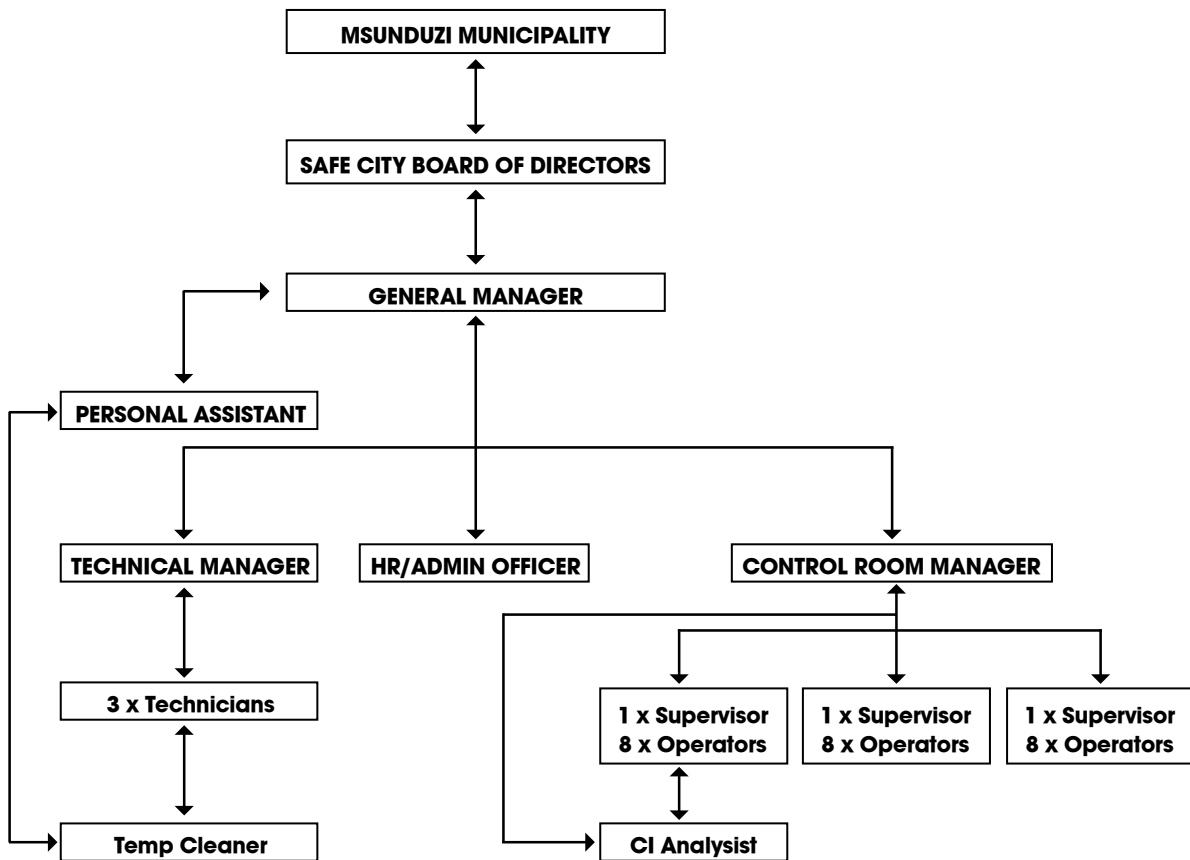 MSUNDUZI MUNICIPALITY
SAFE CITY BOARD OF DIRECTORS
GENERAL MANAGER
PERSONAL ASSISTANT
TECHNICAL MANAGER
HR/ADMIN OFFICER
CONTROL ROOM MANAGER
3 x Technicians
1 x Supervisor
8 x Operators
1 x Supervisor
8 x Operators
1 x Supervisor
8 x Operators
Temp Cleaner
CI Analysist